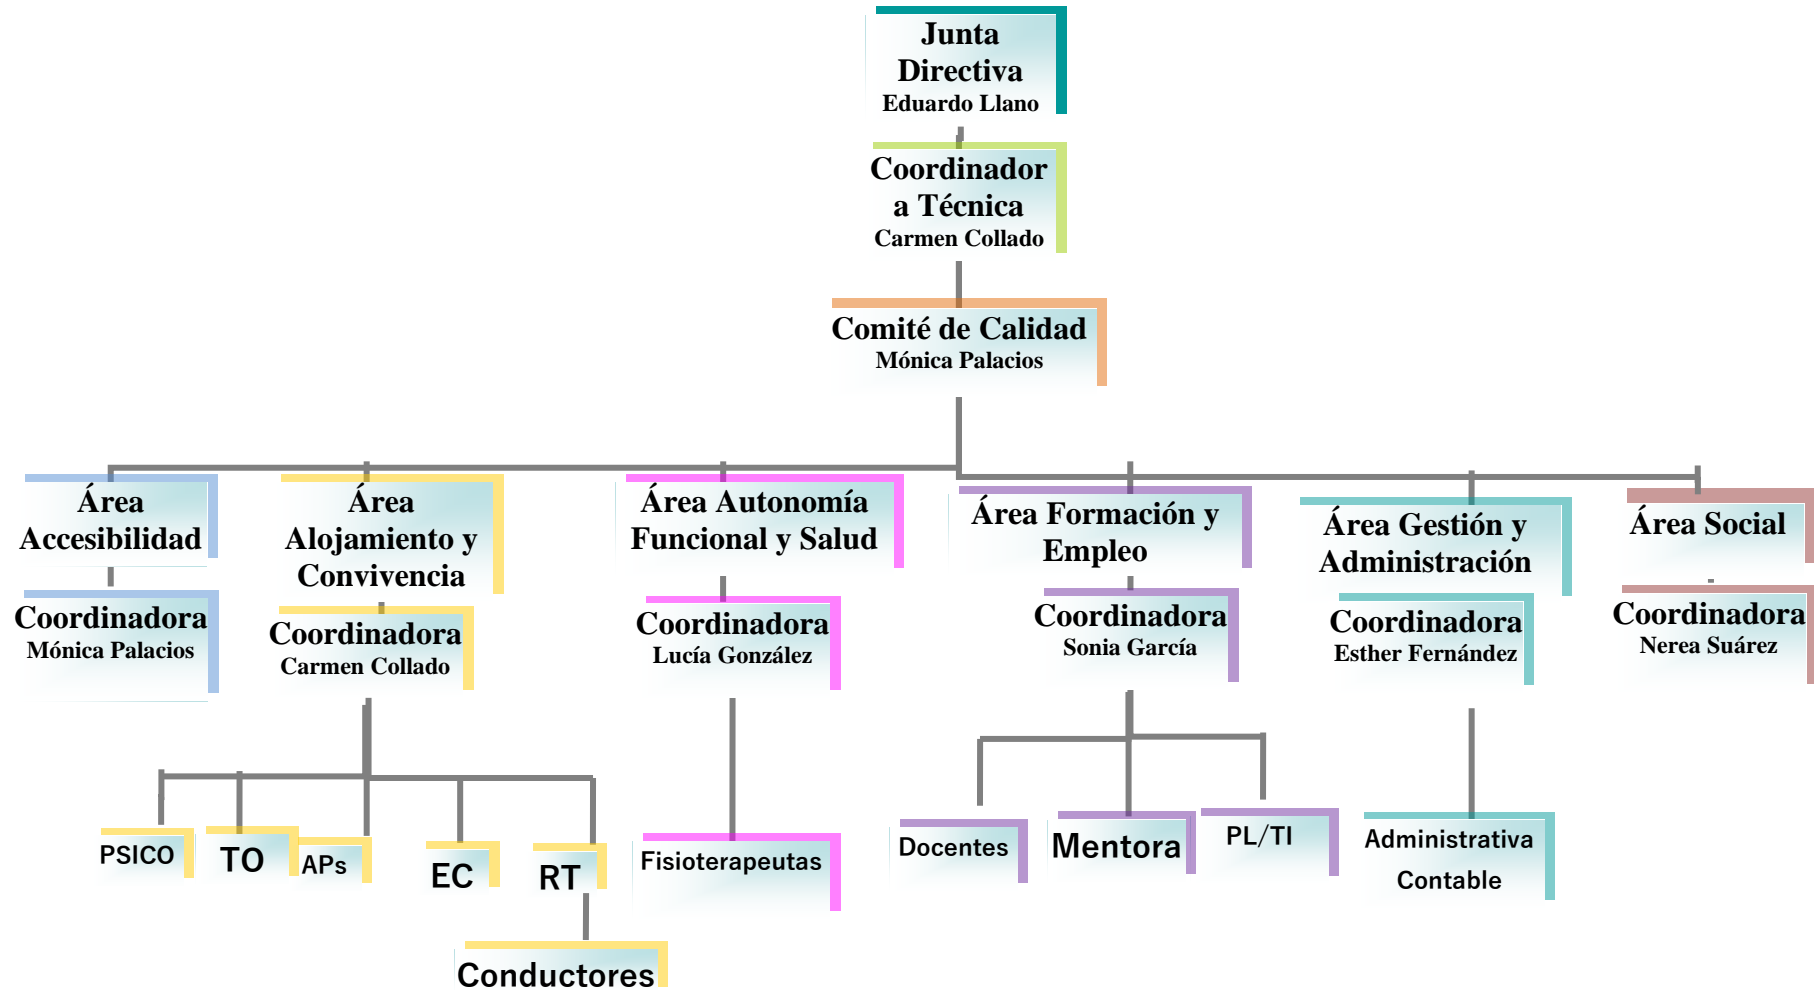 Junta
Directiva
Eduardo Llano
Coordinador
a Técnica
Carmen Collado
Comité de Calidad
Mónica Palacios
Área
Accesibilidad
Coordinadora
Mónica Palacios
Área
Alojamiento y
Convivencia
Coordinadora
Carmen Collado
Área Autonomía
Funcional y Salud
Coordinadora
Lucía González
Área Formación y
Empleo
Coordinadora
Sonia García
Área Gestión y
Administración
Coordinadora
Esther Fernández
Área Social
Coordinadora
Nerea Suárez
PSICO
TO
APs
EC
RT
Conductores
Fisioterapeutas
Docentes
Mentora
PL/TI
Administrativa
Contable